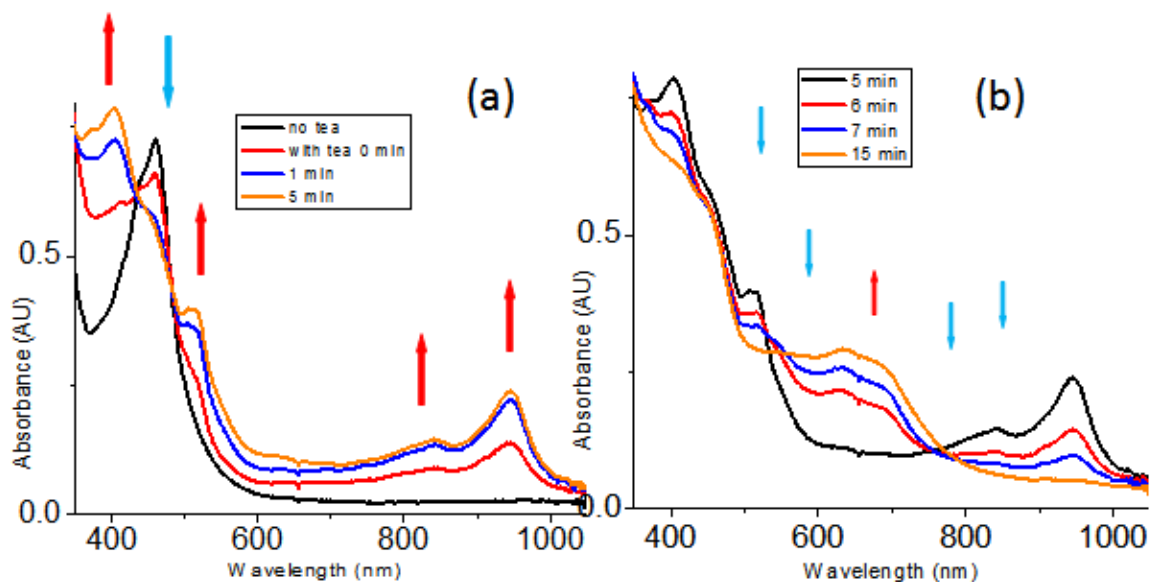 (a)
no tea
with tea 0 min
1 min
5 min
0.5
0.0
400
600
800
1000
Absorbance (AU)
Wavelength (nm)
(b)
5 min
6 min
7 min
15 min
0.5
0.0
400
600
800
1000
Absorbance (AU)
Wavelength (nm)